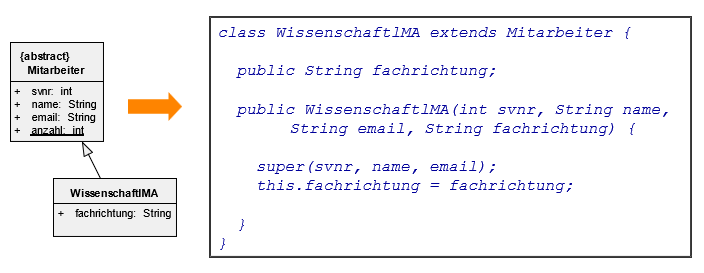 {abstract}
Mitarbeiter
+ svnr: int
+ name: String
+ email: String
+ anzahl: int
WissenschaftlMA
+ fachrichtung: String
class WissenschaftlMA extends Mitarbeiter {
public String fachrichtung;
public WissenschaftlMA(int svnr, String name,
String email, String fachrichtung) {
super(svnr, name, email);
this.fachrichtung = fachrichtung;
}
}